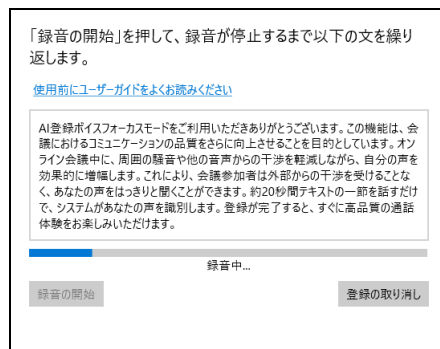 「録音の開始」を押して、録音が停止するまで以下の文を繰り
返します。
使用前にユーザーガイドをよくお読みください
AI登録ボイスフォーカスモードをご利用いただきありがとうございます。この機能は、会
議におけるコミュニケーションの品質をさらに向上させることを目的としています。オン
ライン会議中に、周囲の騒音や他の音声からの干渉を軽減しながら、自分の声を
効果的に増幅します。これにより、会議参加者は外部からの干渉を受けることな
く、あなたの声をはっきりと聞くことができます。約20秒間テキストの一節を話すだけ
で、システムがあなたの声を識別します。登録が完了すると、すぐに高品質の通話
体験をお楽しみいただけます。
録音中...
録音の開始
登録の取り消し